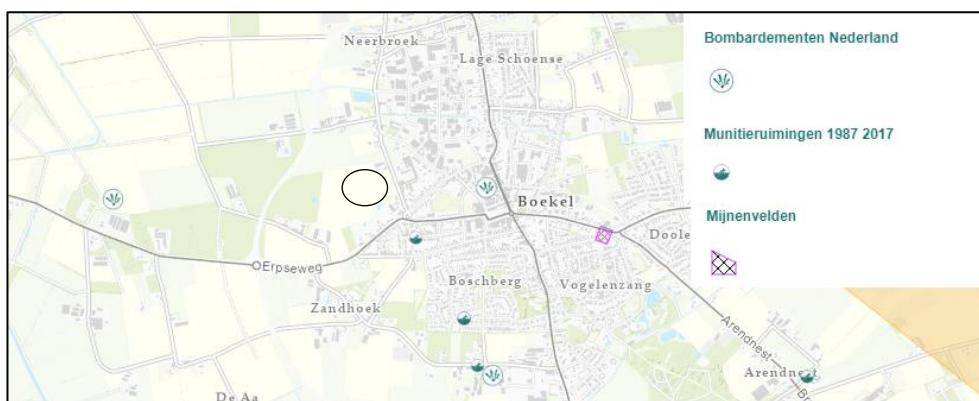 Neerbroek
Lage Schoense
Boekel
Doole
Erpseweg
Boschberg
Vogelenzang
Zandhoek
Arendnest
Arendnest
Br
De Aa
Bombardementen Nederland
Munitieruimingen 1987 2017
Mijnenvelden